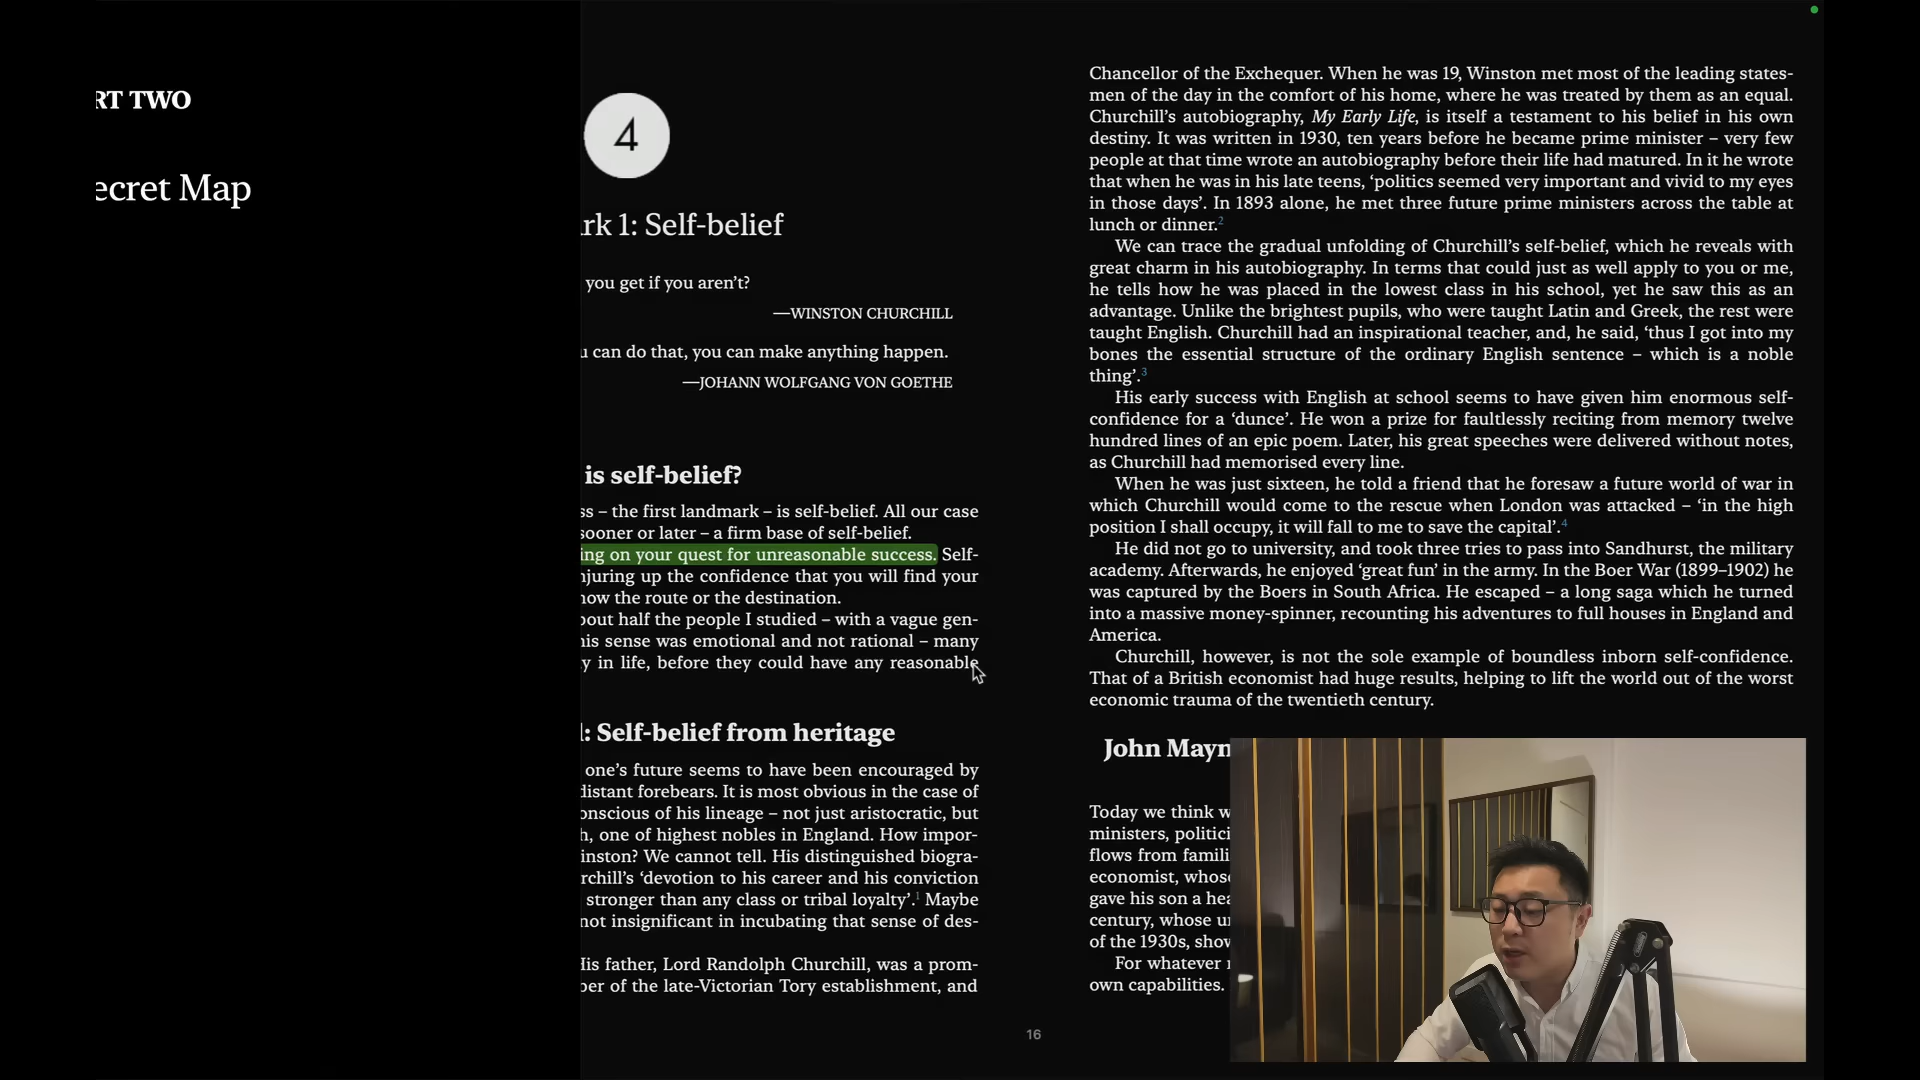 RT TWO
ecret Map
4
rk 1: Self-belief
you get if you aren’t?
—WINSTON CHURCHILL
can do that, you can make anything happen.
—JOHANN WOLFGANG VON GOETHE
is self-belief?
ss – the first landmark – is self-belief. All our case
sooner or later – a firm base of self-belief.
ing on your quest for unreasonable success. Self-
njuring up the confidence that you will find your
now the route or the destination.
bout half the people I studied – with a vague gen-
his sense was emotional and not rational – many
y in life, before they could have any reasonable
1: Self-belief from heritage
one’s future seems to have been encouraged by
distant forebears. It is most obvious in the case of
onscious of his lineage – not just aristocratic, but
h, one of highest nobles in England. How impor-
inston? We cannot tell. His distinguished biogra-
rchill’s ‘devotion to his career and his conviction
stronger than any class or tribal loyalty’.1 Maybe
not insignificant in incubating that sense of des-
His father, Lord Randolph Churchill, was a prom-
ber of the late-Victorian Tory establishment, and
Chancellor of the Exchequer. When he was 19, Winston met most of the leading states-
men of the day in the comfort of his home, where he was treated by them as an equal.
Churchill’s autobiography, My Early Life, is itself a testament to his belief in his own
destiny. It was written in 1930, ten years before he became prime minister – very few
people at that time wrote an autobiography before their life had matured. In it he wrote
that when he was in his late teens, ‘politics seemed very important and vivid to my eyes
in those days’. In 1893 alone, he met three future prime ministers across the table at
lunch or dinner.2
We can trace the gradual unfolding of Churchill’s self-belief, which he reveals with
great charm in his autobiography. In terms that could just as well apply to you or me,
he tells how he was placed in the lowest class in his school, yet he saw this as an
advantage. Unlike the brightest pupils, who were taught Latin and Greek, the rest were
taught English. Churchill had an inspirational teacher, and, he said, ‘thus I got into my
bones the essential structure of the ordinary English sentence – which is a noble
thing’.3
His early success with English at school seems to have given him enormous self-
confidence for a ‘dunce’. He won a prize for faultlessly reciting from memory twelve
hundred lines of an epic poem. Later, his great speeches were delivered without notes,
as Churchill had memorised every line.
When he was just sixteen, he told a friend that he foresaw a future world of war in
which Churchill would come to the rescue when London was attacked – ‘in the high
position I shall occupy, it will fall to me to save the capital’.4
He did not go to university, and took three tries to pass into Sandhurst, the military
academy. Afterwards, he enjoyed ‘great fun’ in the army. In the Boer War (1899–1902) he
was captured by the Boers in South Africa. He escaped – a long saga which he turned
into a massive money-spinner, recounting his adventures to full houses in England and
America.
Churchill, however, is not the sole example of boundless inborn self-confidence.
That of a British economist had huge results, helping to lift the world out of the worst
economic trauma of the twentieth century.
John Mayn
Today we think w
ministers, politici
flows from famili
economist, whose
gave his son a hea
century, whose u
of the 1930s, show
For whatever
own capabilities.
16